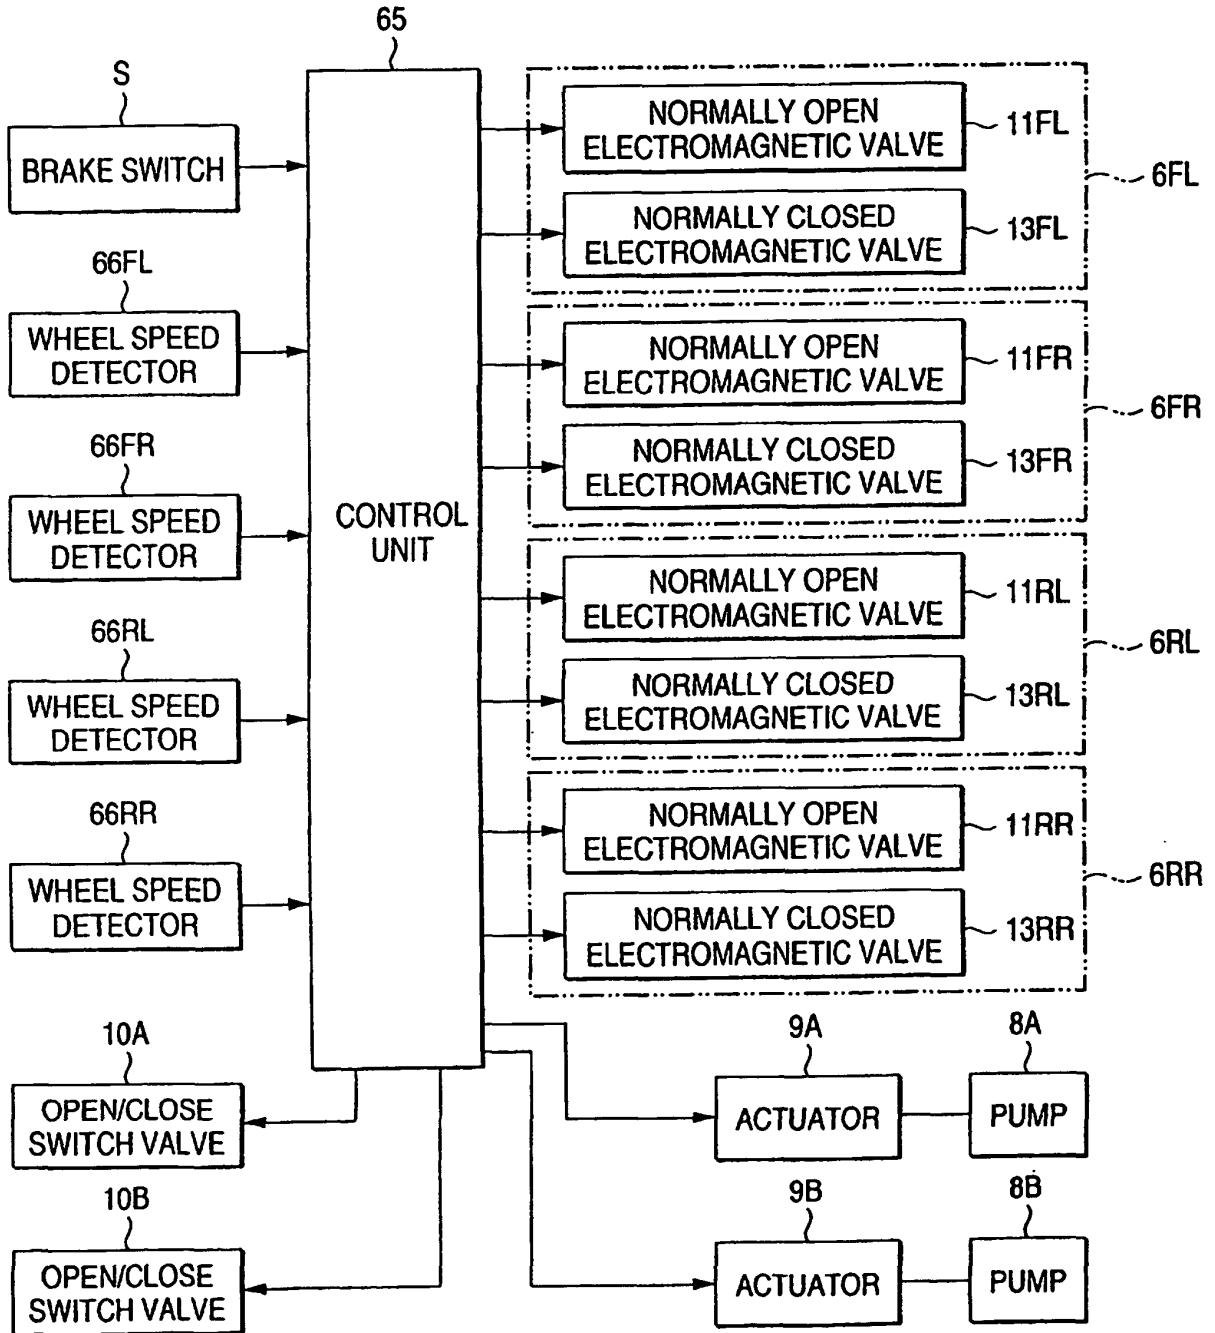 65
S
BRAKE SWITCH
66FL
WHEEL SPEED
DETECTOR
66FR
WHEEL SPEED
DETECTOR
66RL
WHEEL SPEED
DETECTOR
66RR
WHEEL SPEED
DETECTOR
CONTROL
UNIT
NORMALLY OPEN
ELECTROMAGNETIC VALVE
11FL
NORMALLY CLOSED
ELECTROMAGNETIC VALVE
13FL
6FL
NORMALLY OPEN
ELECTROMAGNETIC VALVE
11FR
NORMALLY CLOSED
ELECTROMAGNETIC VALVE
13FR
6FR
NORMALLY OPEN
ELECTROMAGNETIC VALVE
11RL
NORMALLY CLOSED
ELECTROMAGNETIC VALVE
13RL
6RL
NORMALLY OPEN
ELECTROMAGNETIC VALVE
11RR
NORMALLY CLOSED
ELECTROMAGNETIC VALVE
13RR
6RR
10A
OPEN/CLOSE
SWITCH VALVE
10B
OPEN/CLOSE
SWITCH VALVE
9A
ACTUATOR
8A
PUMP
9B
ACTUATOR
8B
PUMP